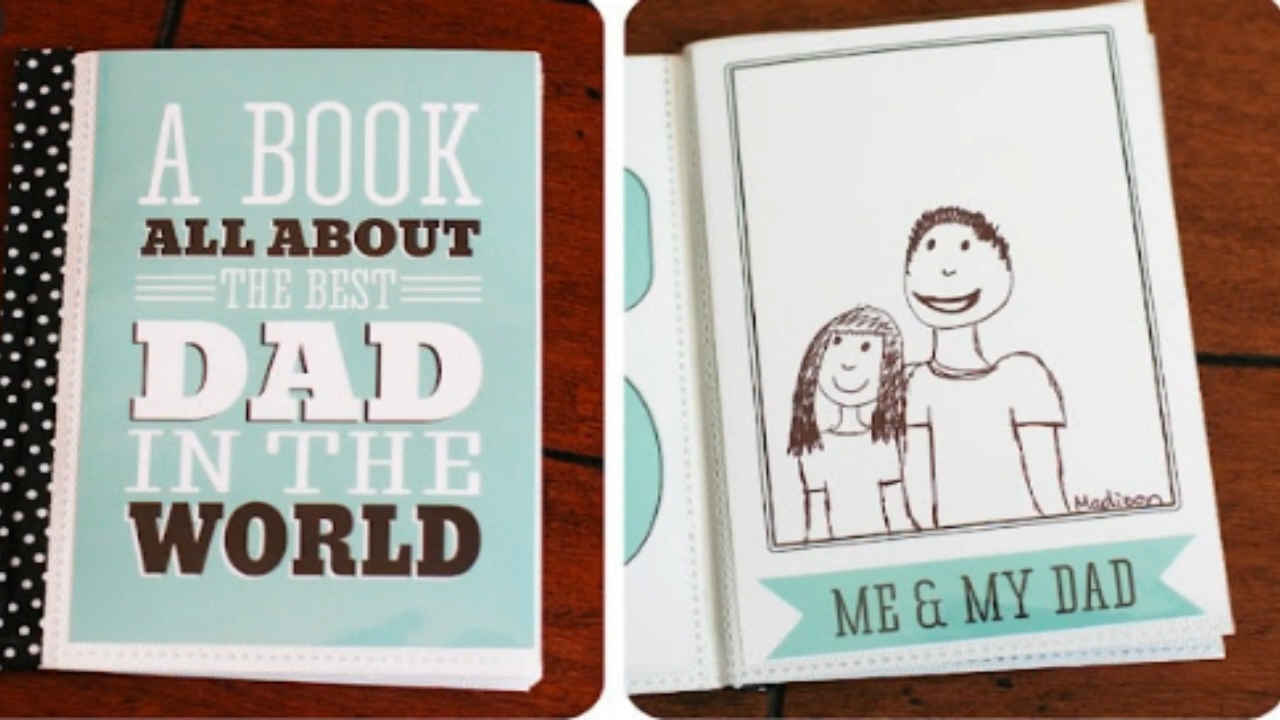 A BOOK
ALL ABOUT
THE BEST
DAD
IN THE
WORLD
Madison
ME & MY DAD